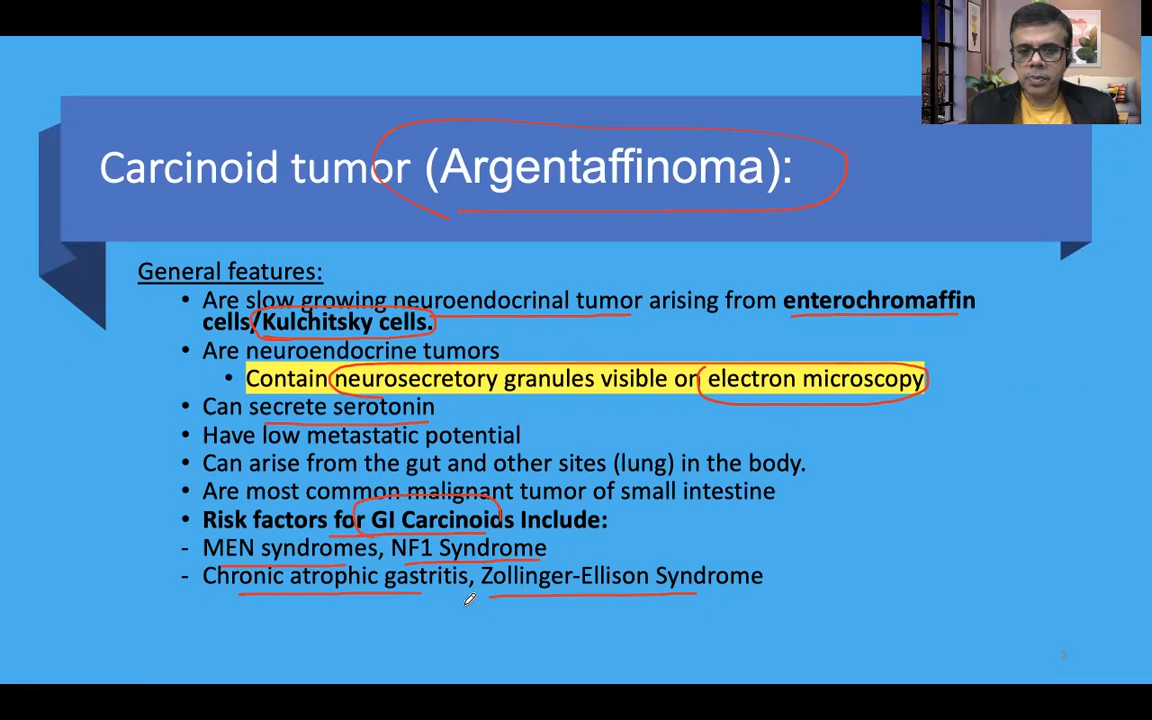 Carcinoid tumor (Argentaffinoma):
General features:
• Are slow growing neuroendocrinal tumor arising from enterochromaffin
cells/Kulchitsky cells.
• Are neuroendocrine tumors
• Contain neurosecretory granules visible on electron microscopy
• Can secrete serotonin
• Have low metastatic potential
• Can arise from the gut and other sites (lung) in the body.
• Are most common malignant tumor of small intestine
• Risk factors for GI Carcinoids Include:
- MEN syndromes, NF1 Syndrome
- Chronic atrophic gastritis, Zollinger-Ellison Syndrome
2